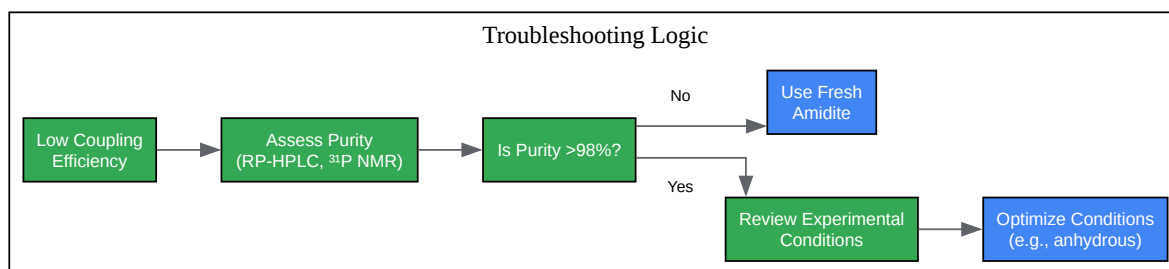 Troubleshooting Logic
Low Coupling
Efficiency
Assess Purity
(RP-HPLC, ³¹P NMR)
Is Purity >98%?
No
Use Fresh
Amidite
Yes
Review Experimental
Conditions
Optimize Conditions
(e.g., anhydrous)